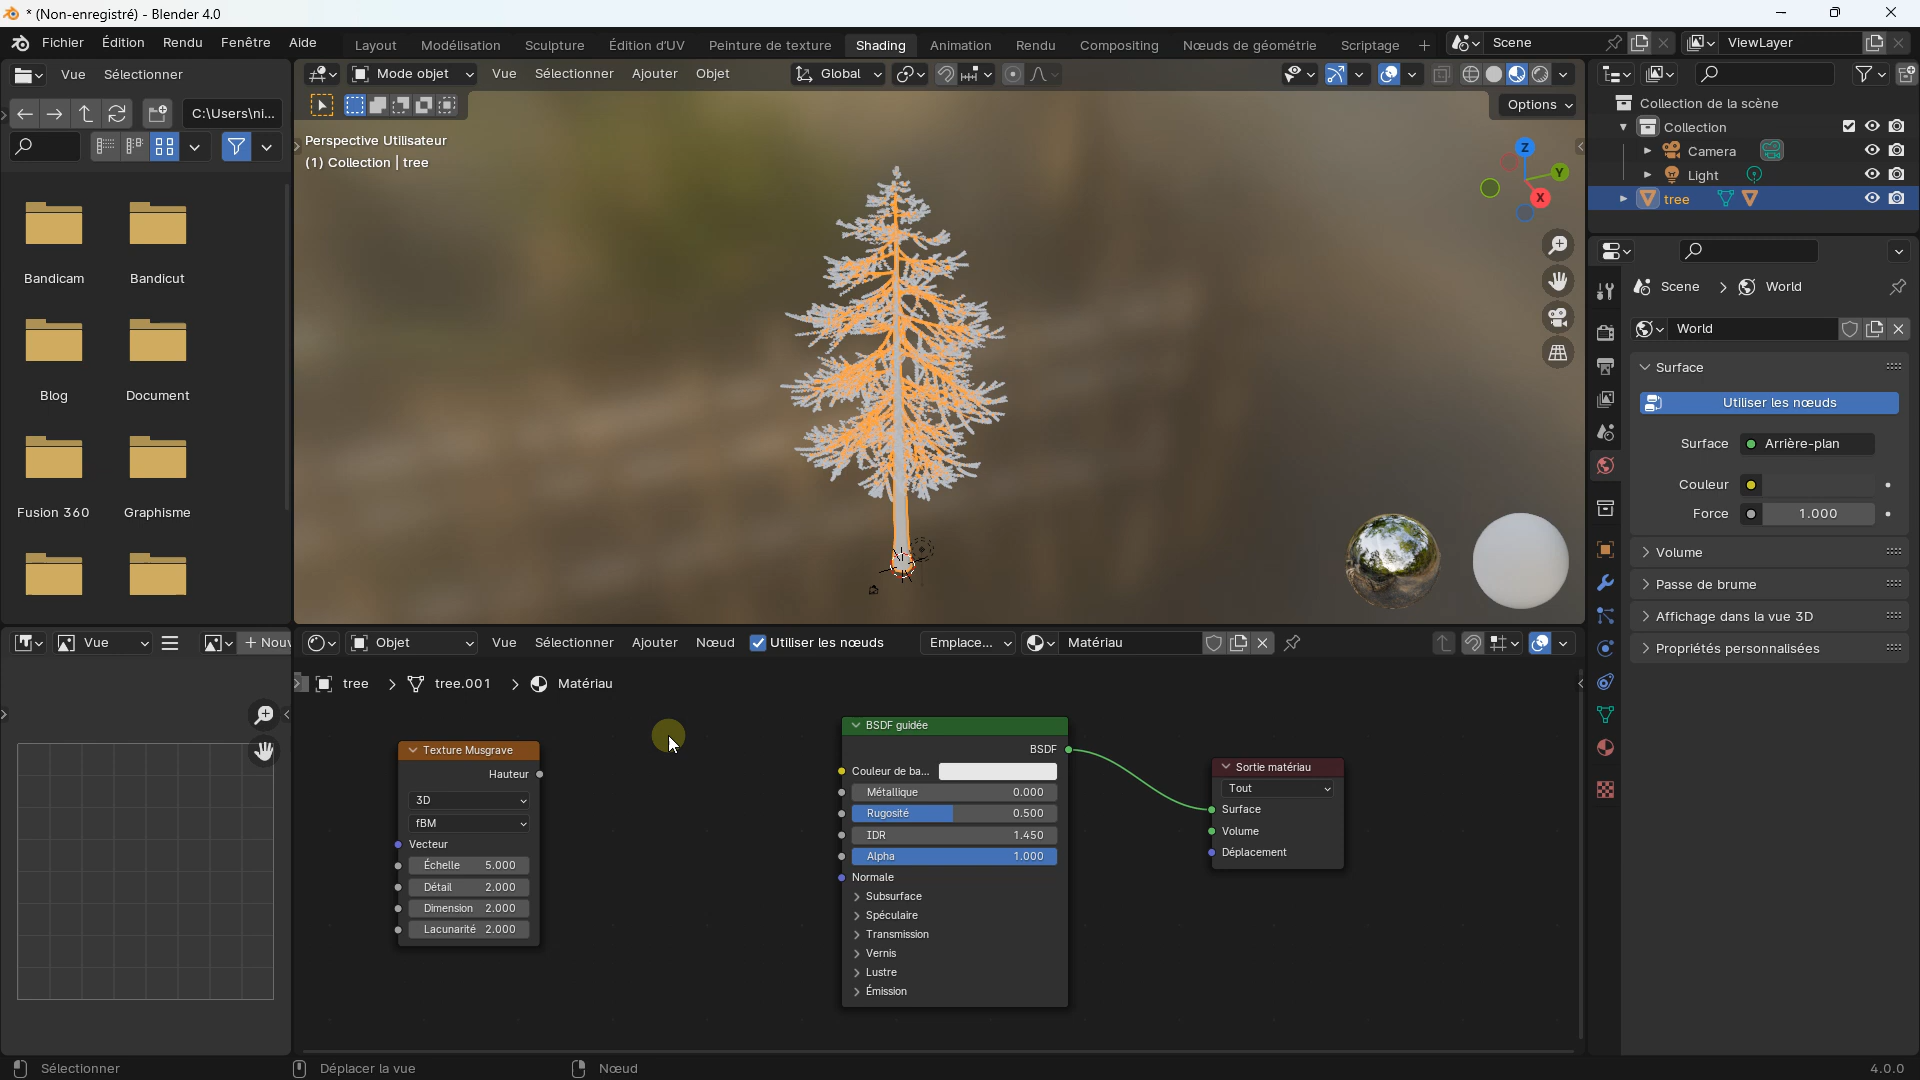 * (Non-enregistré) - Blender 4.0
Fichier Édition Rendu Fenêtre Aide
Layout Modélisation Sculpture Édition d'UV Peinture de texture Shading Animation Rendu Compositing Nœuds de géométrie Scriptage +
Scene
ViewLayer
Vue Sélectionner
C:\Users\ni...
Bandicam Bandicut
Blog Document
Fusion 360 Graphisme
Mode objet Vue Sélectionner Ajouter Objet
Global
Options
Perspective Utilisateur
(1) Collection | tree
Z
Y
X
Collection de la scène
Collection
Camera
Light
tree
Scene > World
World
Surface
Utiliser les nœuds
Surface Arrière-plan
Couleur
Force 1.000
Volume
Passe de brume
Affichage dans la vue 3D
Propriétés personnalisées
Vue
+ Nouv
Objet Vue Sélectionner Ajouter Nœud Utiliser les nœuds
Emplace...
Matériau
tree > tree.001 > Matériau
Texture Musgrave
Hauteur
3D
fBM
Vecteur
Échelle 5.000
Détail 2.000
Dimension 2.000
Lacunarité 2.000
BSDF guidée
BSDF
Couleur de ba...
Métallique 0.000
Rugosité 0.500
IDR 1.450
Alpha 1.000
Normale
Subsurface
Spéculaire
Transmission
Vernis
Lustre
Émission
Sortie matériau
Tout
Surface
Volume
Déplacement
Sélectionner
Déplacer la vue
Nœud
4.0.0